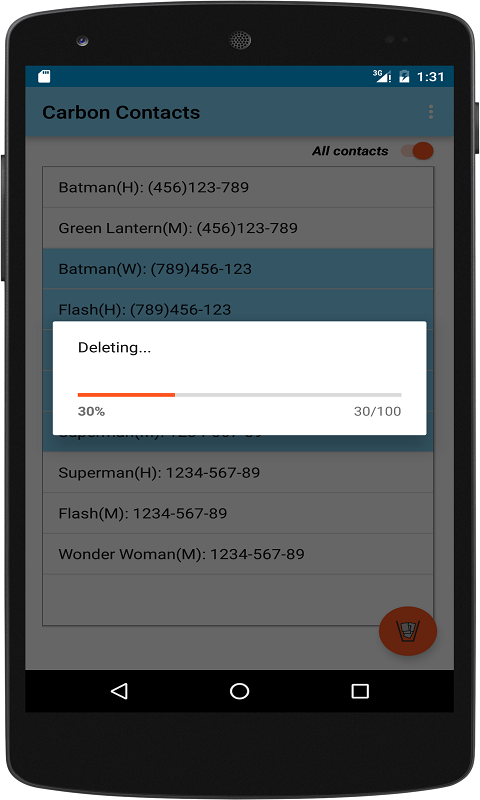 3G 1:31
Carbon Contacts
All contacts
Batman(H): (456)123-789
Green Lantern(M): (456)123-789
Batman(W): (789)456-123
Flash(H): (789)456-123
Deleting...
30% 30/100
Superman(M): 1234-567-89
Superman(H): 1234-567-89
Flash(M): 1234-567-89
Wonder Woman(M): 1234-567-89